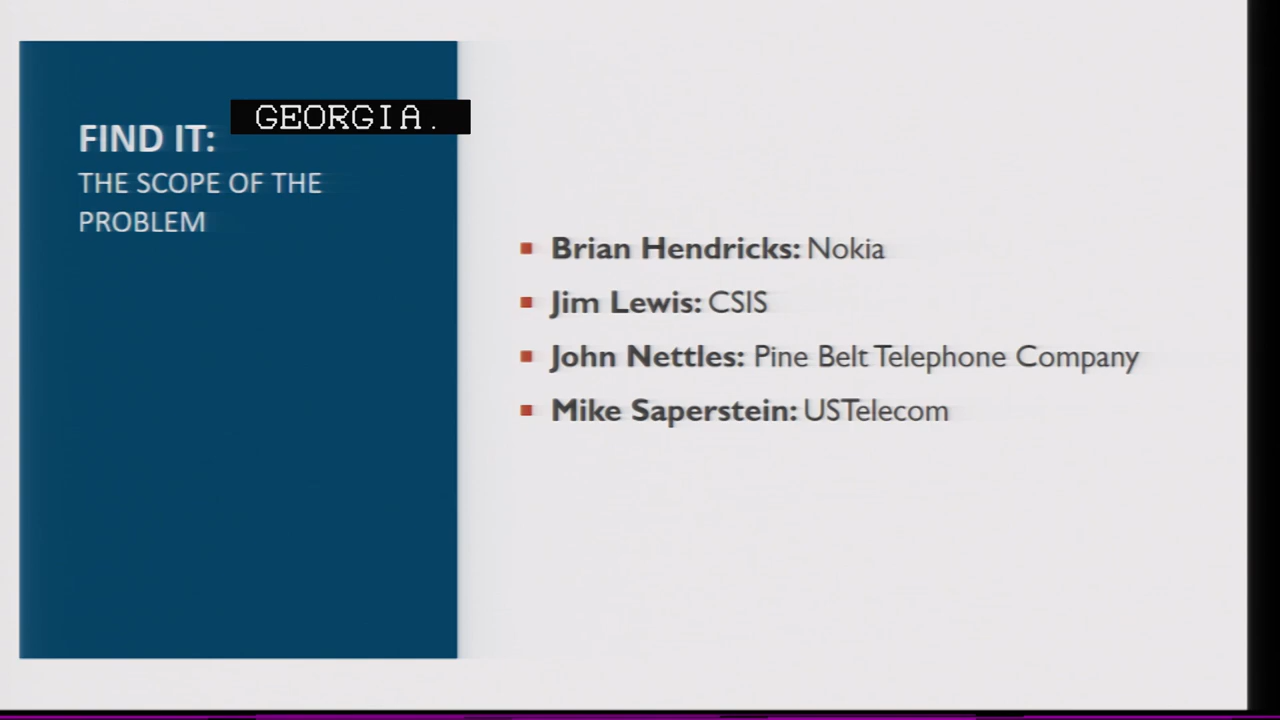 GEORGIA.
FIND IT:
THE SCOPE OF THE
PROBLEM
Brian Hendricks: Nokia
Jim Lewis: CSIS
John Nettles: Pine Belt Telephone Company
Mike Saperstein: USTelecom